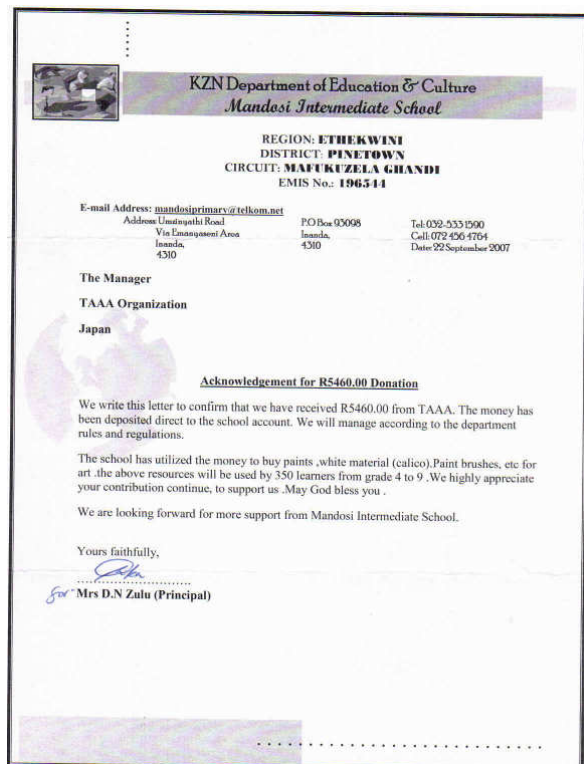 KZN Department of Education & Culture
Mandosi Intermediate School
REGION: ETHEKWINI
DISTRICT: PINETOWN
CIRCUIT: MAFUKUZELA GHANDI
EMIS No.: 196544
E-mail Address: mandosiprimary@telkom.net
Address: Umzinyathi Road P.O Box 93098 Tel: 032-533 1590
Via Emanyaseni Area Inanda, Cell: 072 456 4764
Inanda, 4310 Date: 22 September 2007
4310
The Manager
TAAA Organization
Japan
Acknowledgement for R5460.00 Donation
We write this letter to confirm that we have received R5460.00 from TAAA. The money has
been deposited direct to the school account. We will manage according to the department
rules and regulations.
The school has utilized the money to buy paints ,white material (calico).Paint brushes, etc for
art .the above resources will be used by 350 learners from grade 4 to 9 .We highly appreciate
your contribution continue, to support us .May God bless you .
We are looking forward for more support from Mandosi Intermediate School.
Yours faithfully,
for Mrs D.N Zulu (Principal)